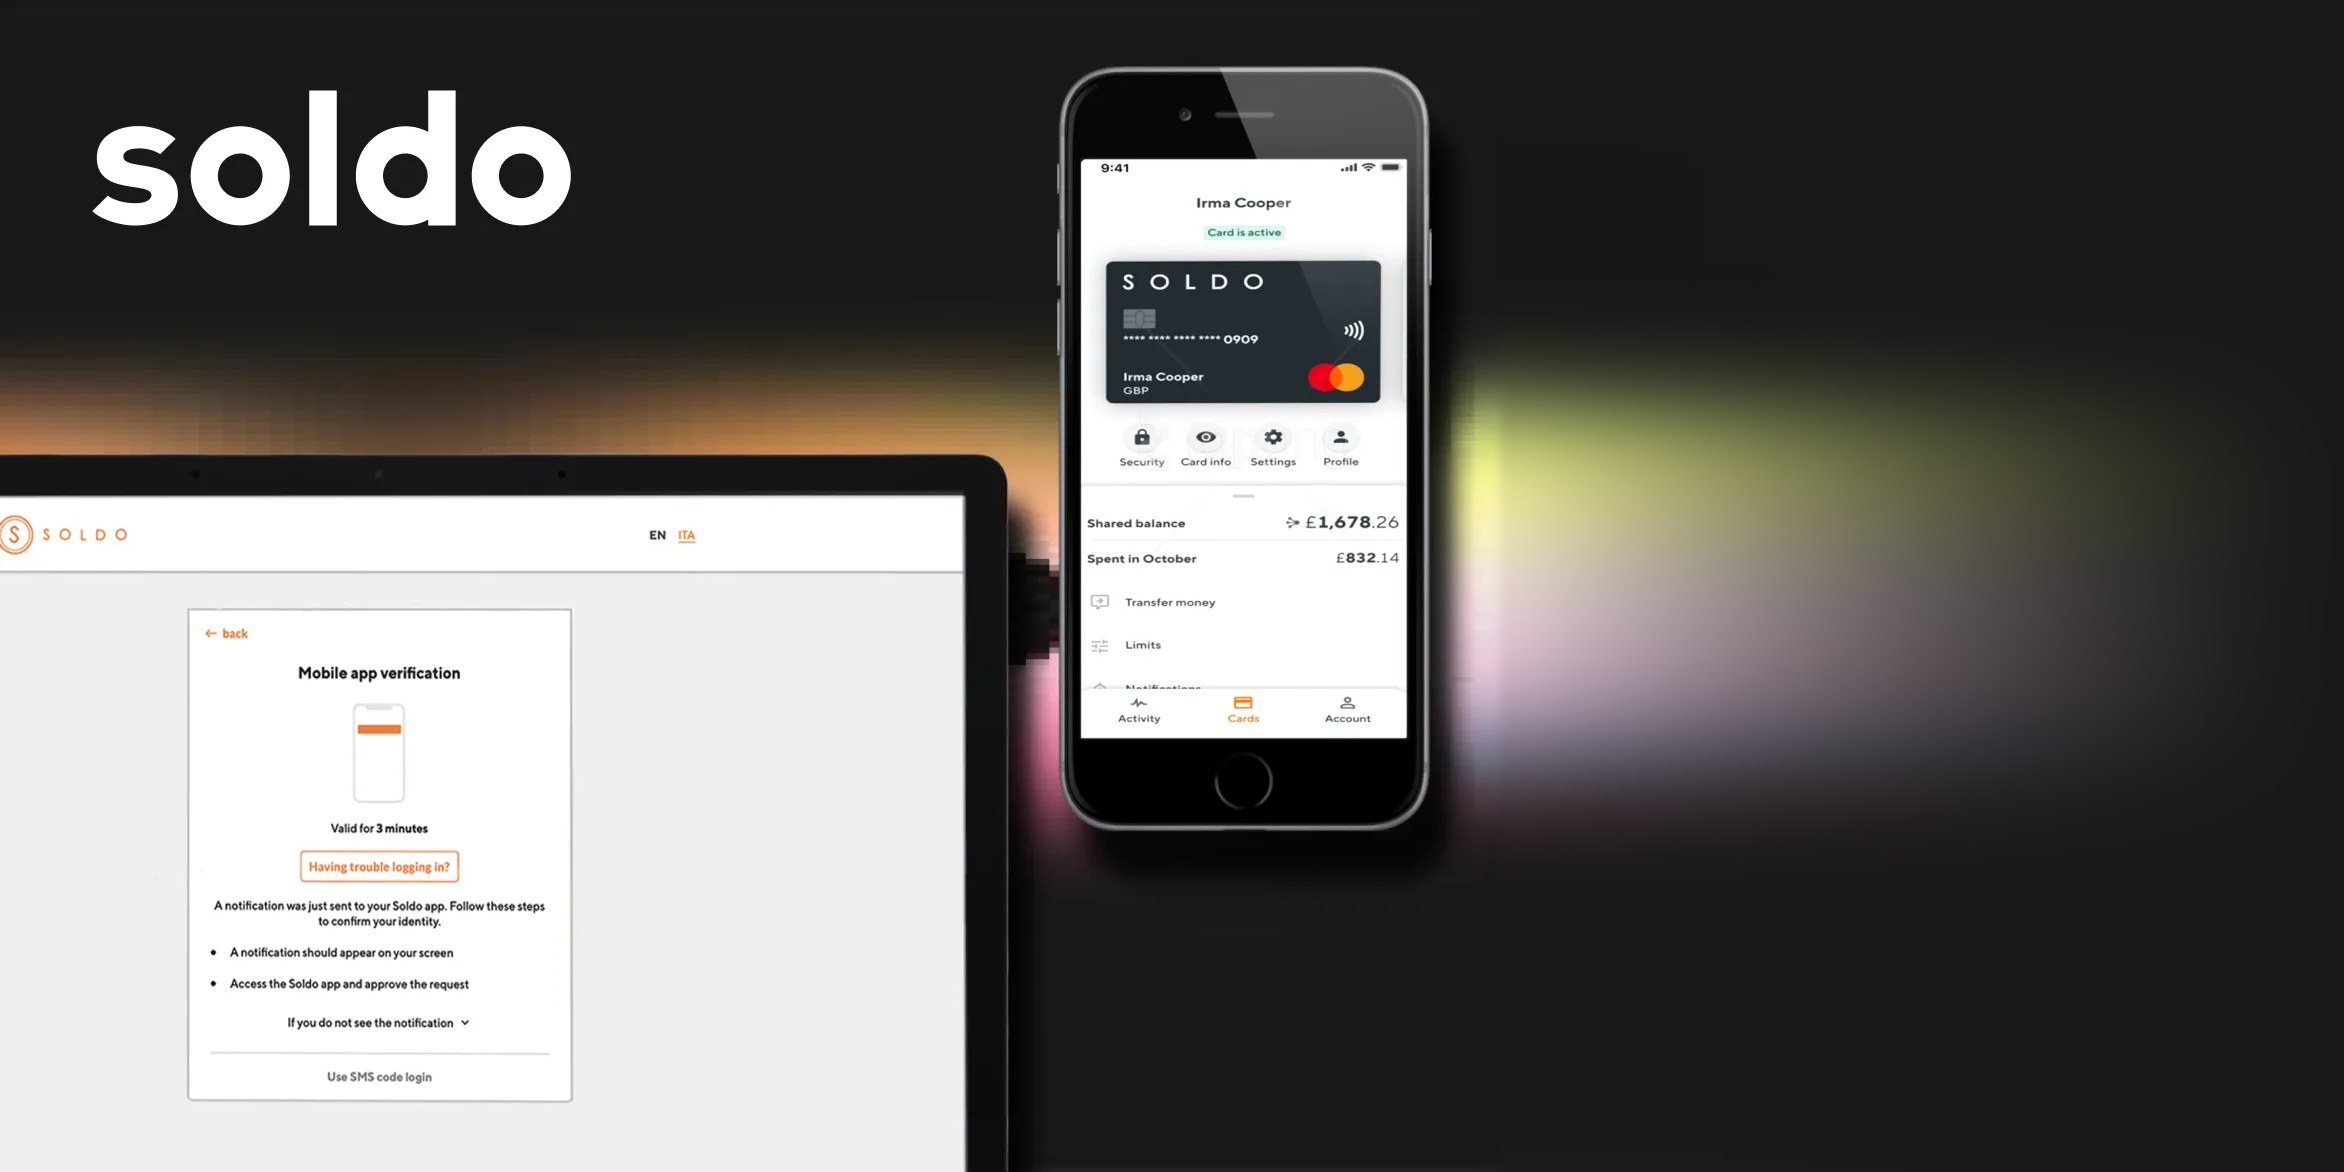 soldo
9:41
Irma Cooper
Card is active
SOLDO
**** **** **** **** 0909
Irma Cooper
GBP
Security Card info Settings Profile
Shared balance £1,678.26
Spent in October £832.14
Transfer money
Limits
Notifications
Activity Cards Account
SOLDO
EN ITA
← back
Mobile app verification
Valid for 3 minutes
Having trouble logging in?
A notification was just sent to your Soldo app. Follow these steps
to confirm your identity.
• A notification should appear on your screen
• Access the Soldo app and approve the request
If you do not see the notification
Use SMS code login